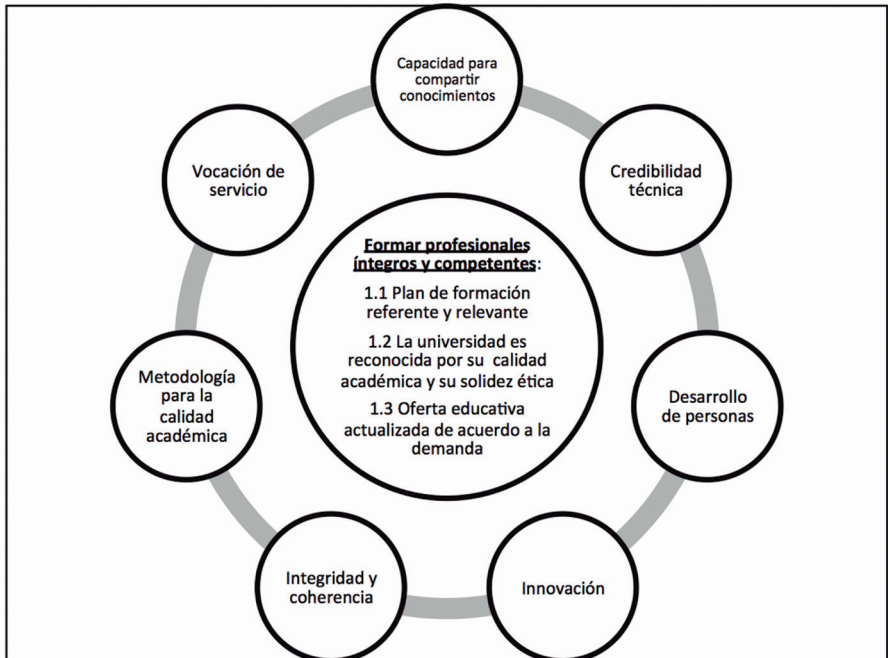 Capacidad para
compartir
conocimientos
Credibilidad
técnica
Desarrollo
de personas
Innovación
Integridad y
coherencia
Metodología
para la
calidad
académica
Vocación de
servicio
Formar profesionales
íntegros y competentes:
1.1 Plan de formación
referente y relevante
1.2 La universidad es
reconocida por su calidad
académica y su solidez ética
1.3 Oferta educativa
actualizada de acuerdo a la
demanda